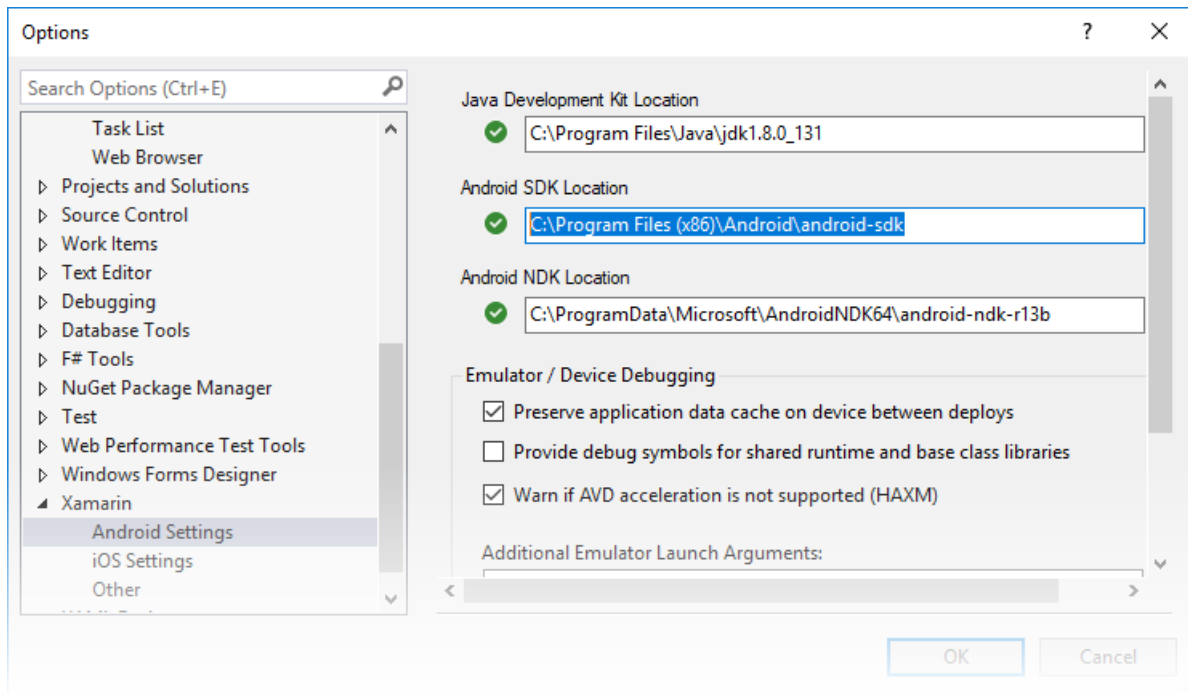 Options
?
Search Options (Ctrl+E)
Task List
Web Browser
Projects and Solutions
Source Control
Work Items
Text Editor
Debugging
Database Tools
F# Tools
NuGet Package Manager
Test
Web Performance Test Tools
Windows Forms Designer
Xamarin
Android Settings
iOS Settings
Other
Java Development Kit Location
C:\Program Files\Java\jdk1.8.0_131
Android SDK Location
C:\Program Files (x86)\Android\android-sdk
Android NDK Location
C:\ProgramData\Microsoft\AndroidNDK64\android-ndk-r13b
Emulator / Device Debugging
Preserve application data cache on device between deploys
Provide debug symbols for shared runtime and base class libraries
Warn if AVD acceleration is not supported (HAXM)
Additional Emulator Launch Arguments:
OK
Cancel